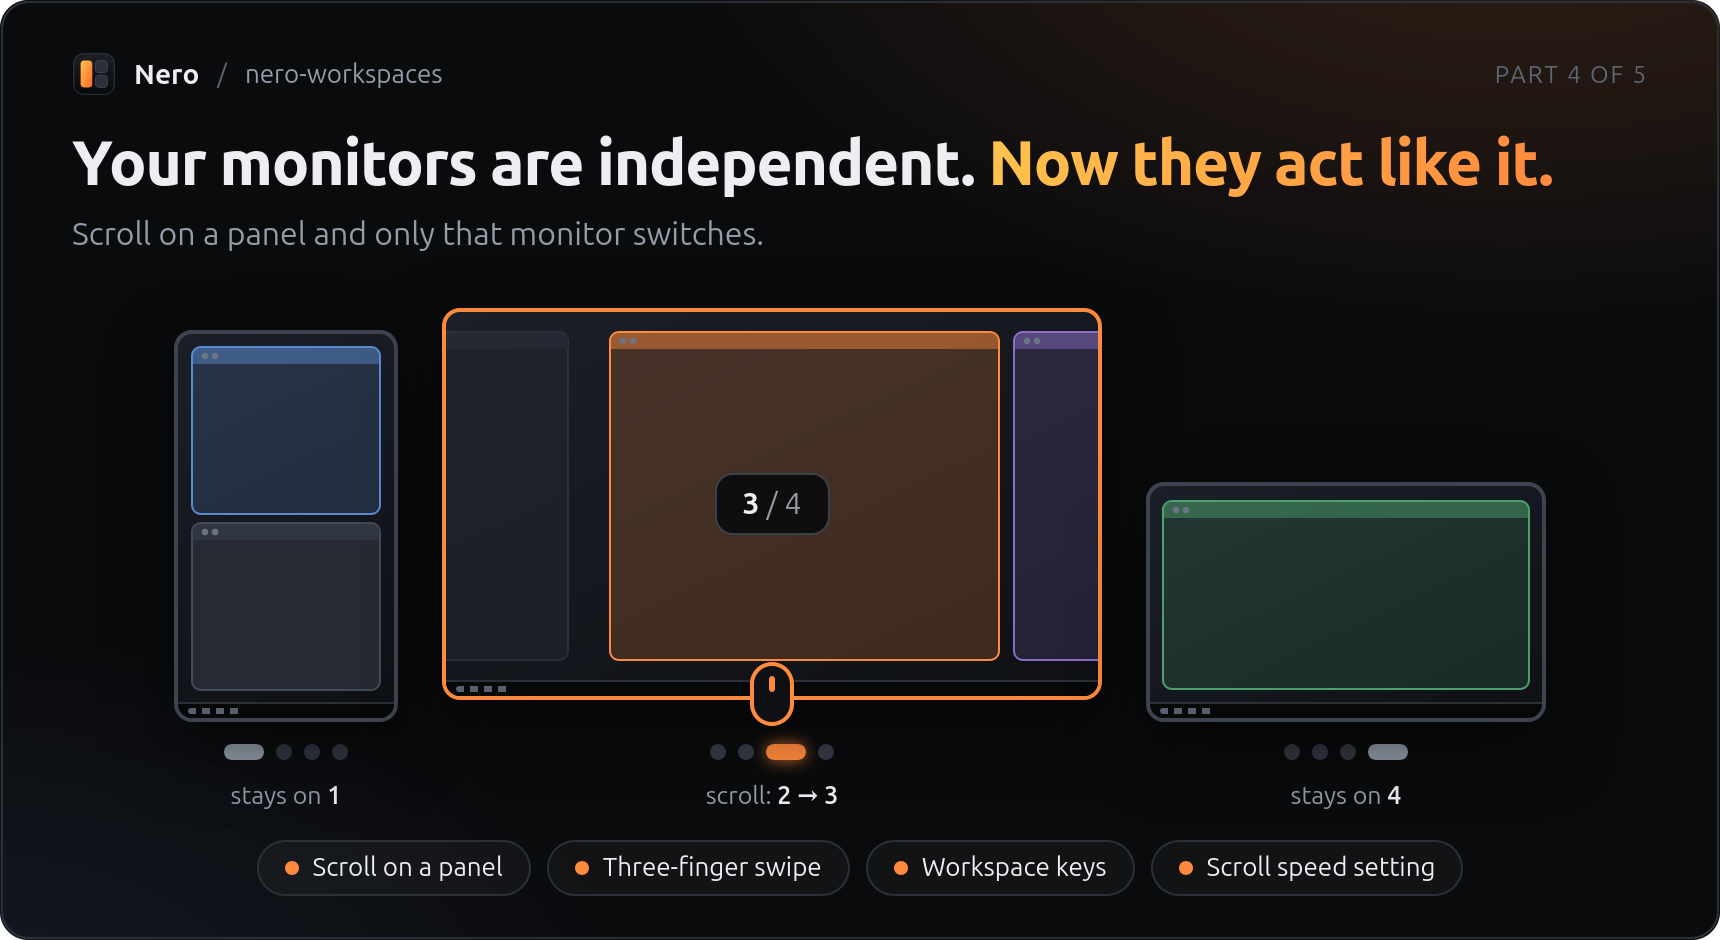 Nero / nero-workspaces
PART 4 OF 5
Your monitors are independent. Now they act like it.
Scroll on a panel and only that monitor switches.
3 / 4
stays on 1
scroll: 2 → 3
stays on 4
Scroll on a panel
Three-finger swipe
Workspace keys
Scroll speed setting